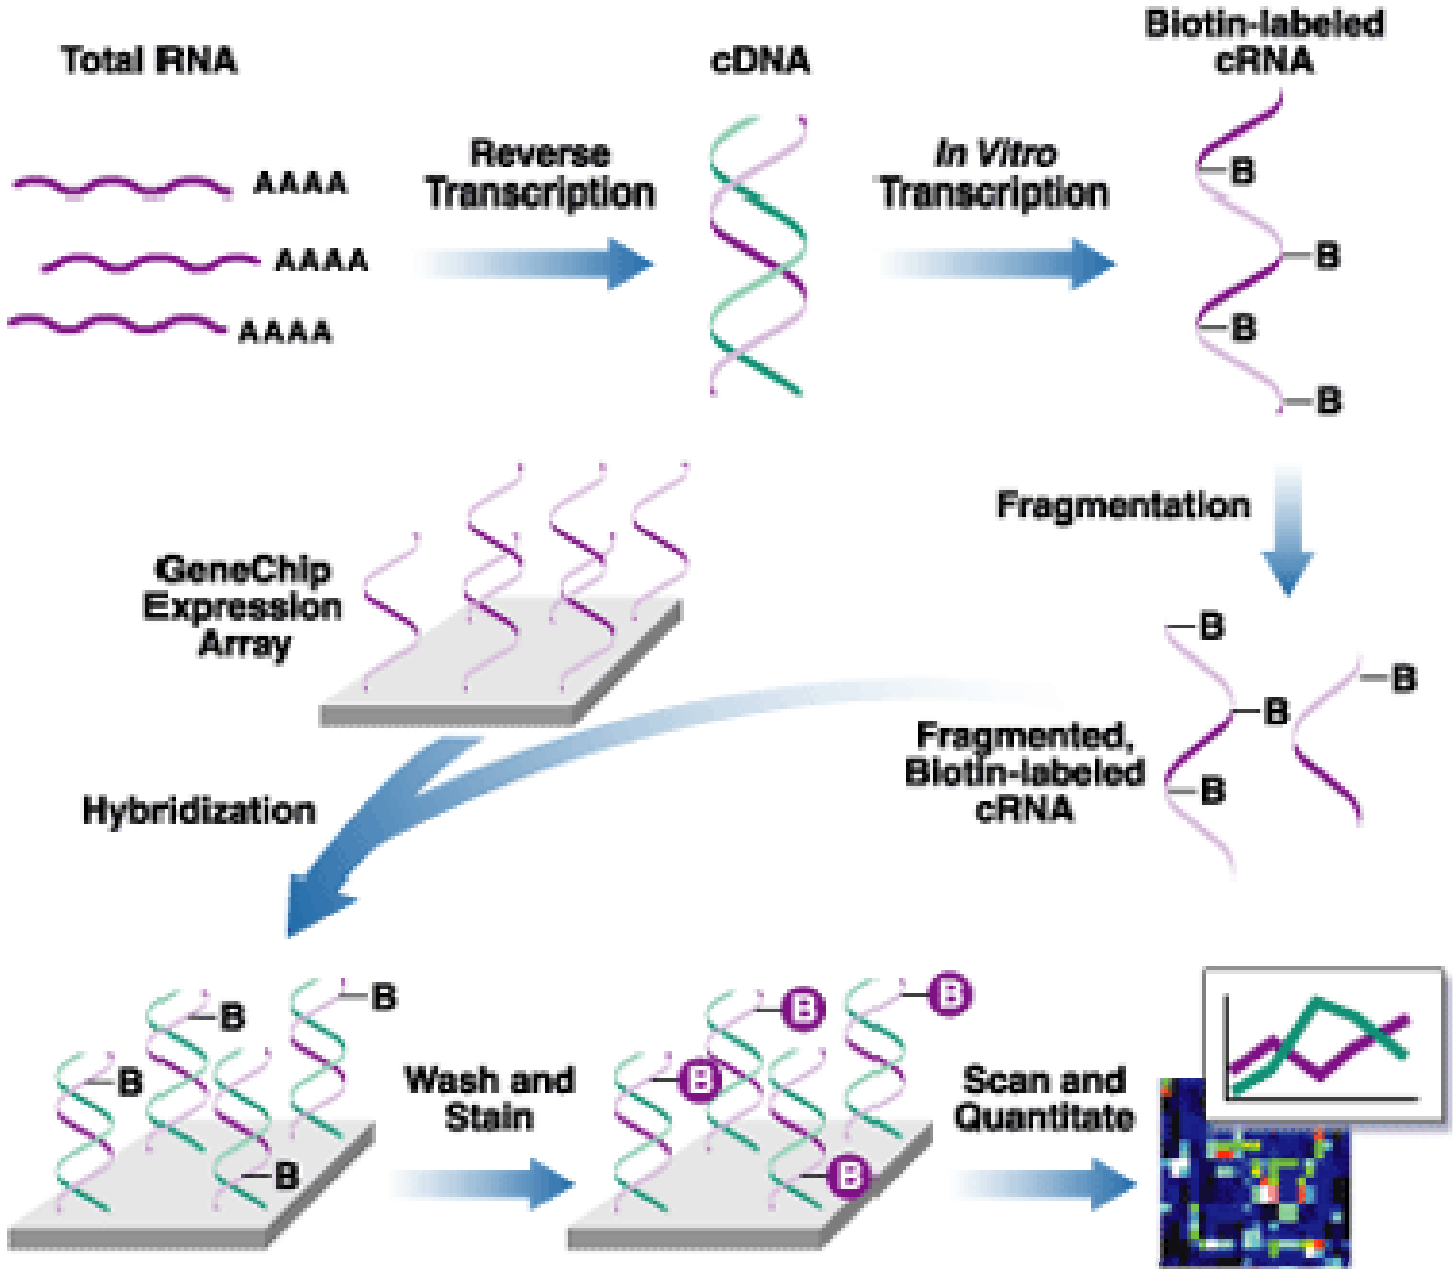 Total RNA
cDNA
Biotin-labeled
cRNA
Reverse
Transcription
In Vitro
Transcription
AAAA
AAAA
AAAA
B
B
B
B
Fragmentation
GeneChip
Expression
Array
B
B
B
B
Fragmented,
Biotin-labeled
cRNA
Hybridization
B
B
B
B
Wash and
Stain
B
B
B
B
Scan and
Quantitate